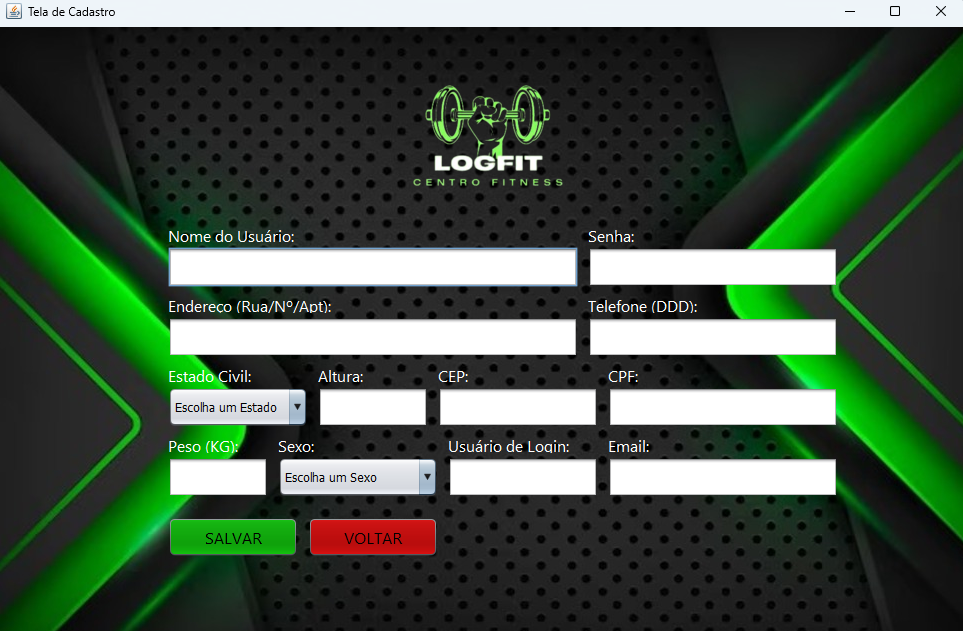 Tela de Cadastro
LOGFIT
CENTRO FITNESS
Nome do Usuário: Senha:
Endereço (Rua/Nº/Apt): Telefone (DDD):
Estado Civil: Altura: CEP: CPF:
Escolha um Estado
Peso (KG): Sexo: Usuário de Login: Email:
Escolha um Sexo
SALVAR VOLTAR